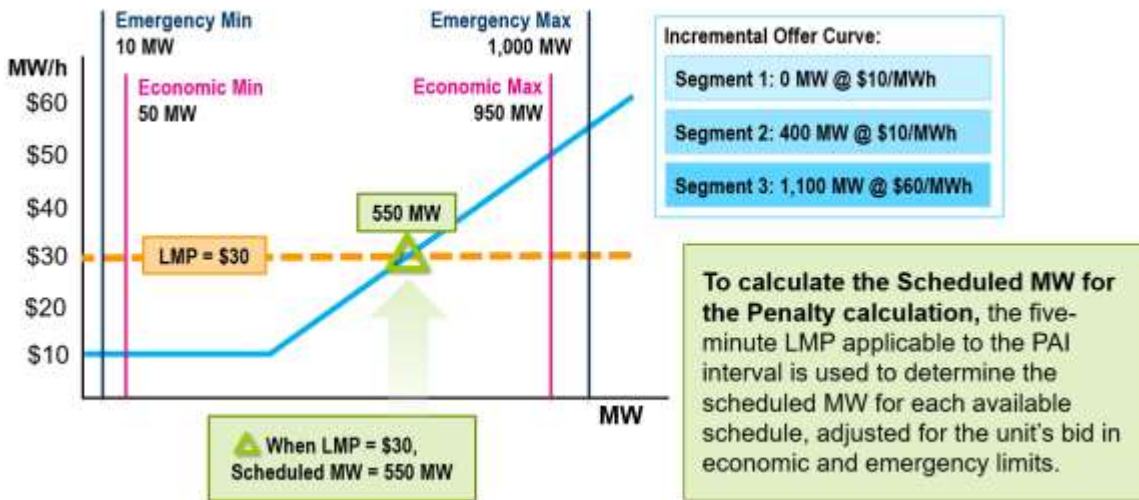 Emergency Min
10 MW
Emergency Max
1,000 MW
MW/h
$60
$50
$40
$30
$20
$10
Economic Min
50 MW
Economic Max
950 MW
550 MW
LMP = $30
MW
When LMP = $30,
Scheduled MW = 550 MW
Incremental Offer Curve:
Segment 1: 0 MW @ $10/MWh
Segment 2: 400 MW @ $10/MWh
Segment 3: 1,100 MW @ $60/MWh
To calculate the Scheduled MW for
the Penalty calculation, the five-
minute LMP applicable to the PAI
interval is used to determine the
scheduled MW for each available
schedule, adjusted for the unit's bid in
economic and emergency limits.